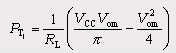 P_{T_1} = \frac{1}{R_L} \left( \frac{V_{CC} V_{om}}{\pi} - \frac{V_{om}^2}{4} \right)